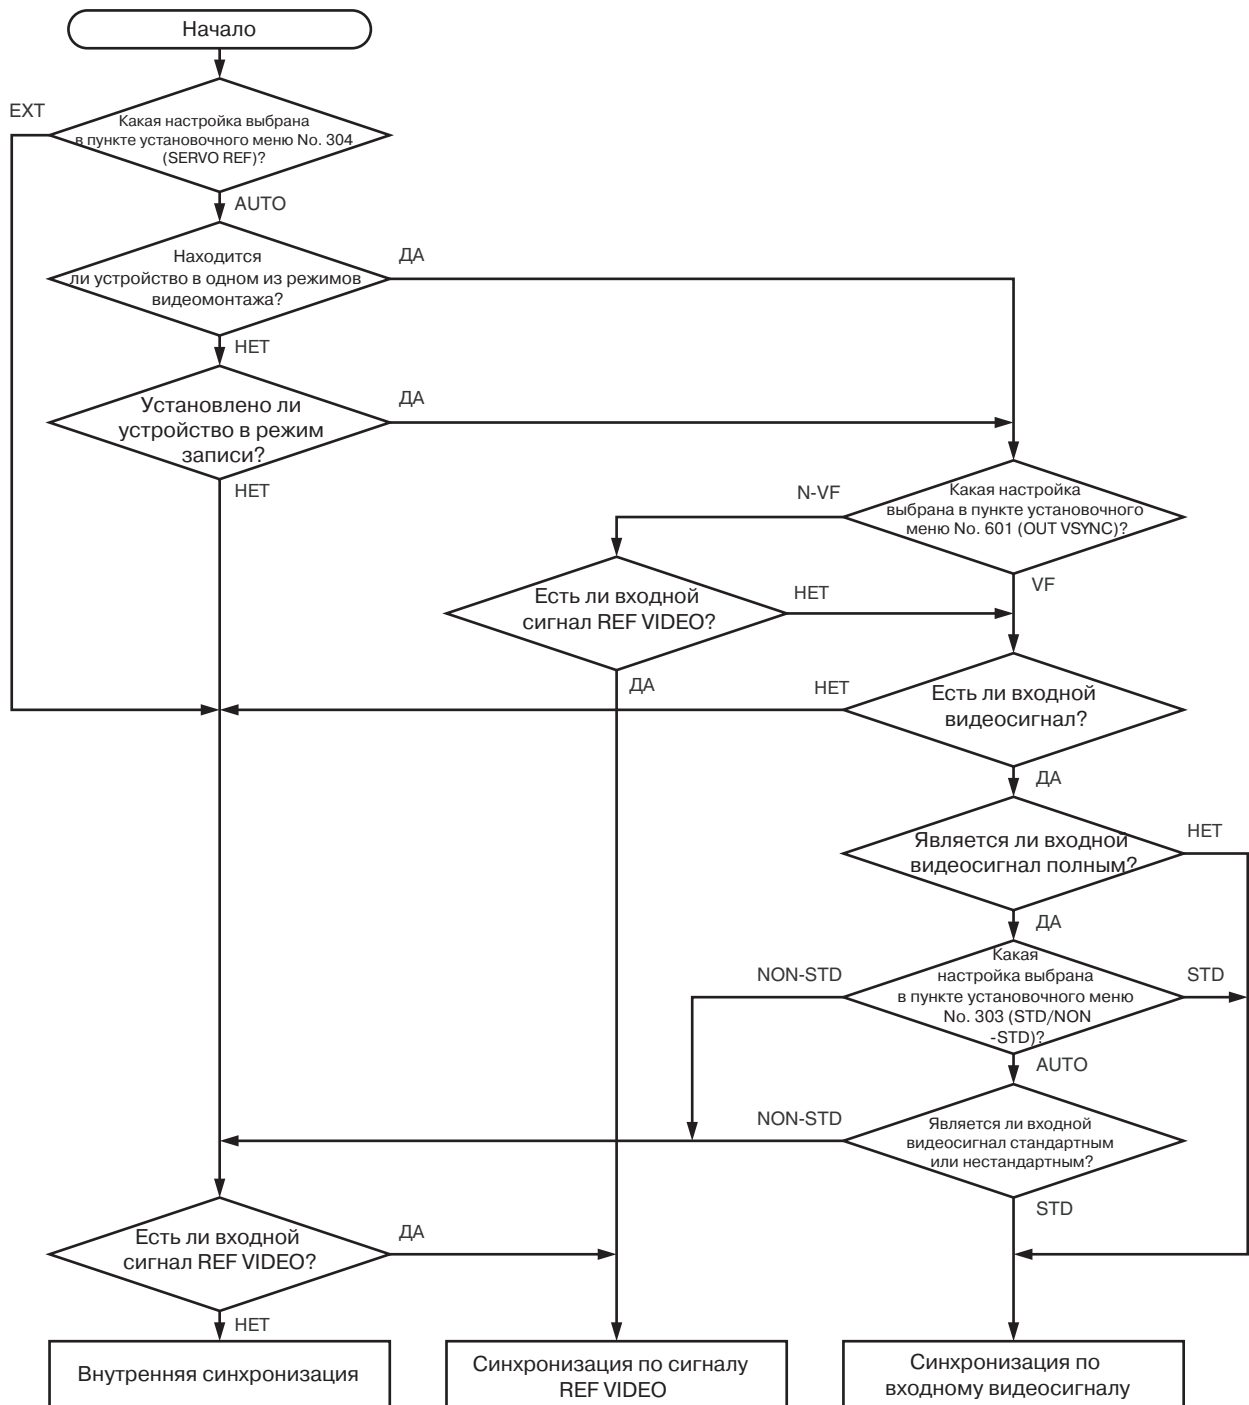 Начало
EXT
Какая настройка выбрана
в пункте установочного меню No. 304
(SERVO REF)?
AUTO
Находится
ли устройство в одном из режимов
видеомонтажа?
ДА
НЕТ
Установлено ли
устройство в режим
записи?
ДА
НЕТ
N-VF
Какая настройка
выбрана в пункте установочного
меню No. 601 (OUT VSYNC)?
VF
Есть ли входной
сигнал REF VIDEO?
НЕТ
ДА
НЕТ
Есть ли входной
видеосигнал?
ДА
Является ли входной
видеосигнал полным?
НЕТ
ДА
NON-STD
Какая
настройка выбрана
в пункте установочного меню
No. 303 (STD/NON
-STD)?
STD
AUTO
NON-STD
Является ли входной
видеосигнал стандартным
или нестандартным?
STD
Есть ли входной
сигнал REF VIDEO?
ДА
НЕТ
Внутренняя синхронизация
Синхронизация по сигналу
REF VIDEO
Синхронизация по
входному видеосигналу